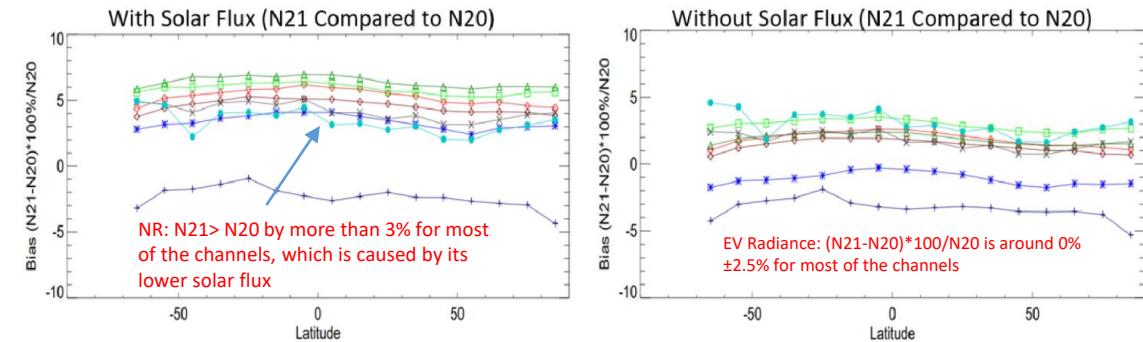 With Solar Flux (N21 Compared to N20)
10
5
0
-5
-10
Bias (N21-N20)*100%/N20
-50
0
50
Latitude
NR: N21> N20 by more than 3% for most
of the channels, which is caused by its
lower solar flux
Without Solar Flux (N21 Compared to N20)
10
5
0
-5
-10
Bias (N21-N20)*100%/N20
-50
0
50
Latitude
EV Radiance: (N21-N20)*100/N20 is around 0%
±2.5% for most of the channels